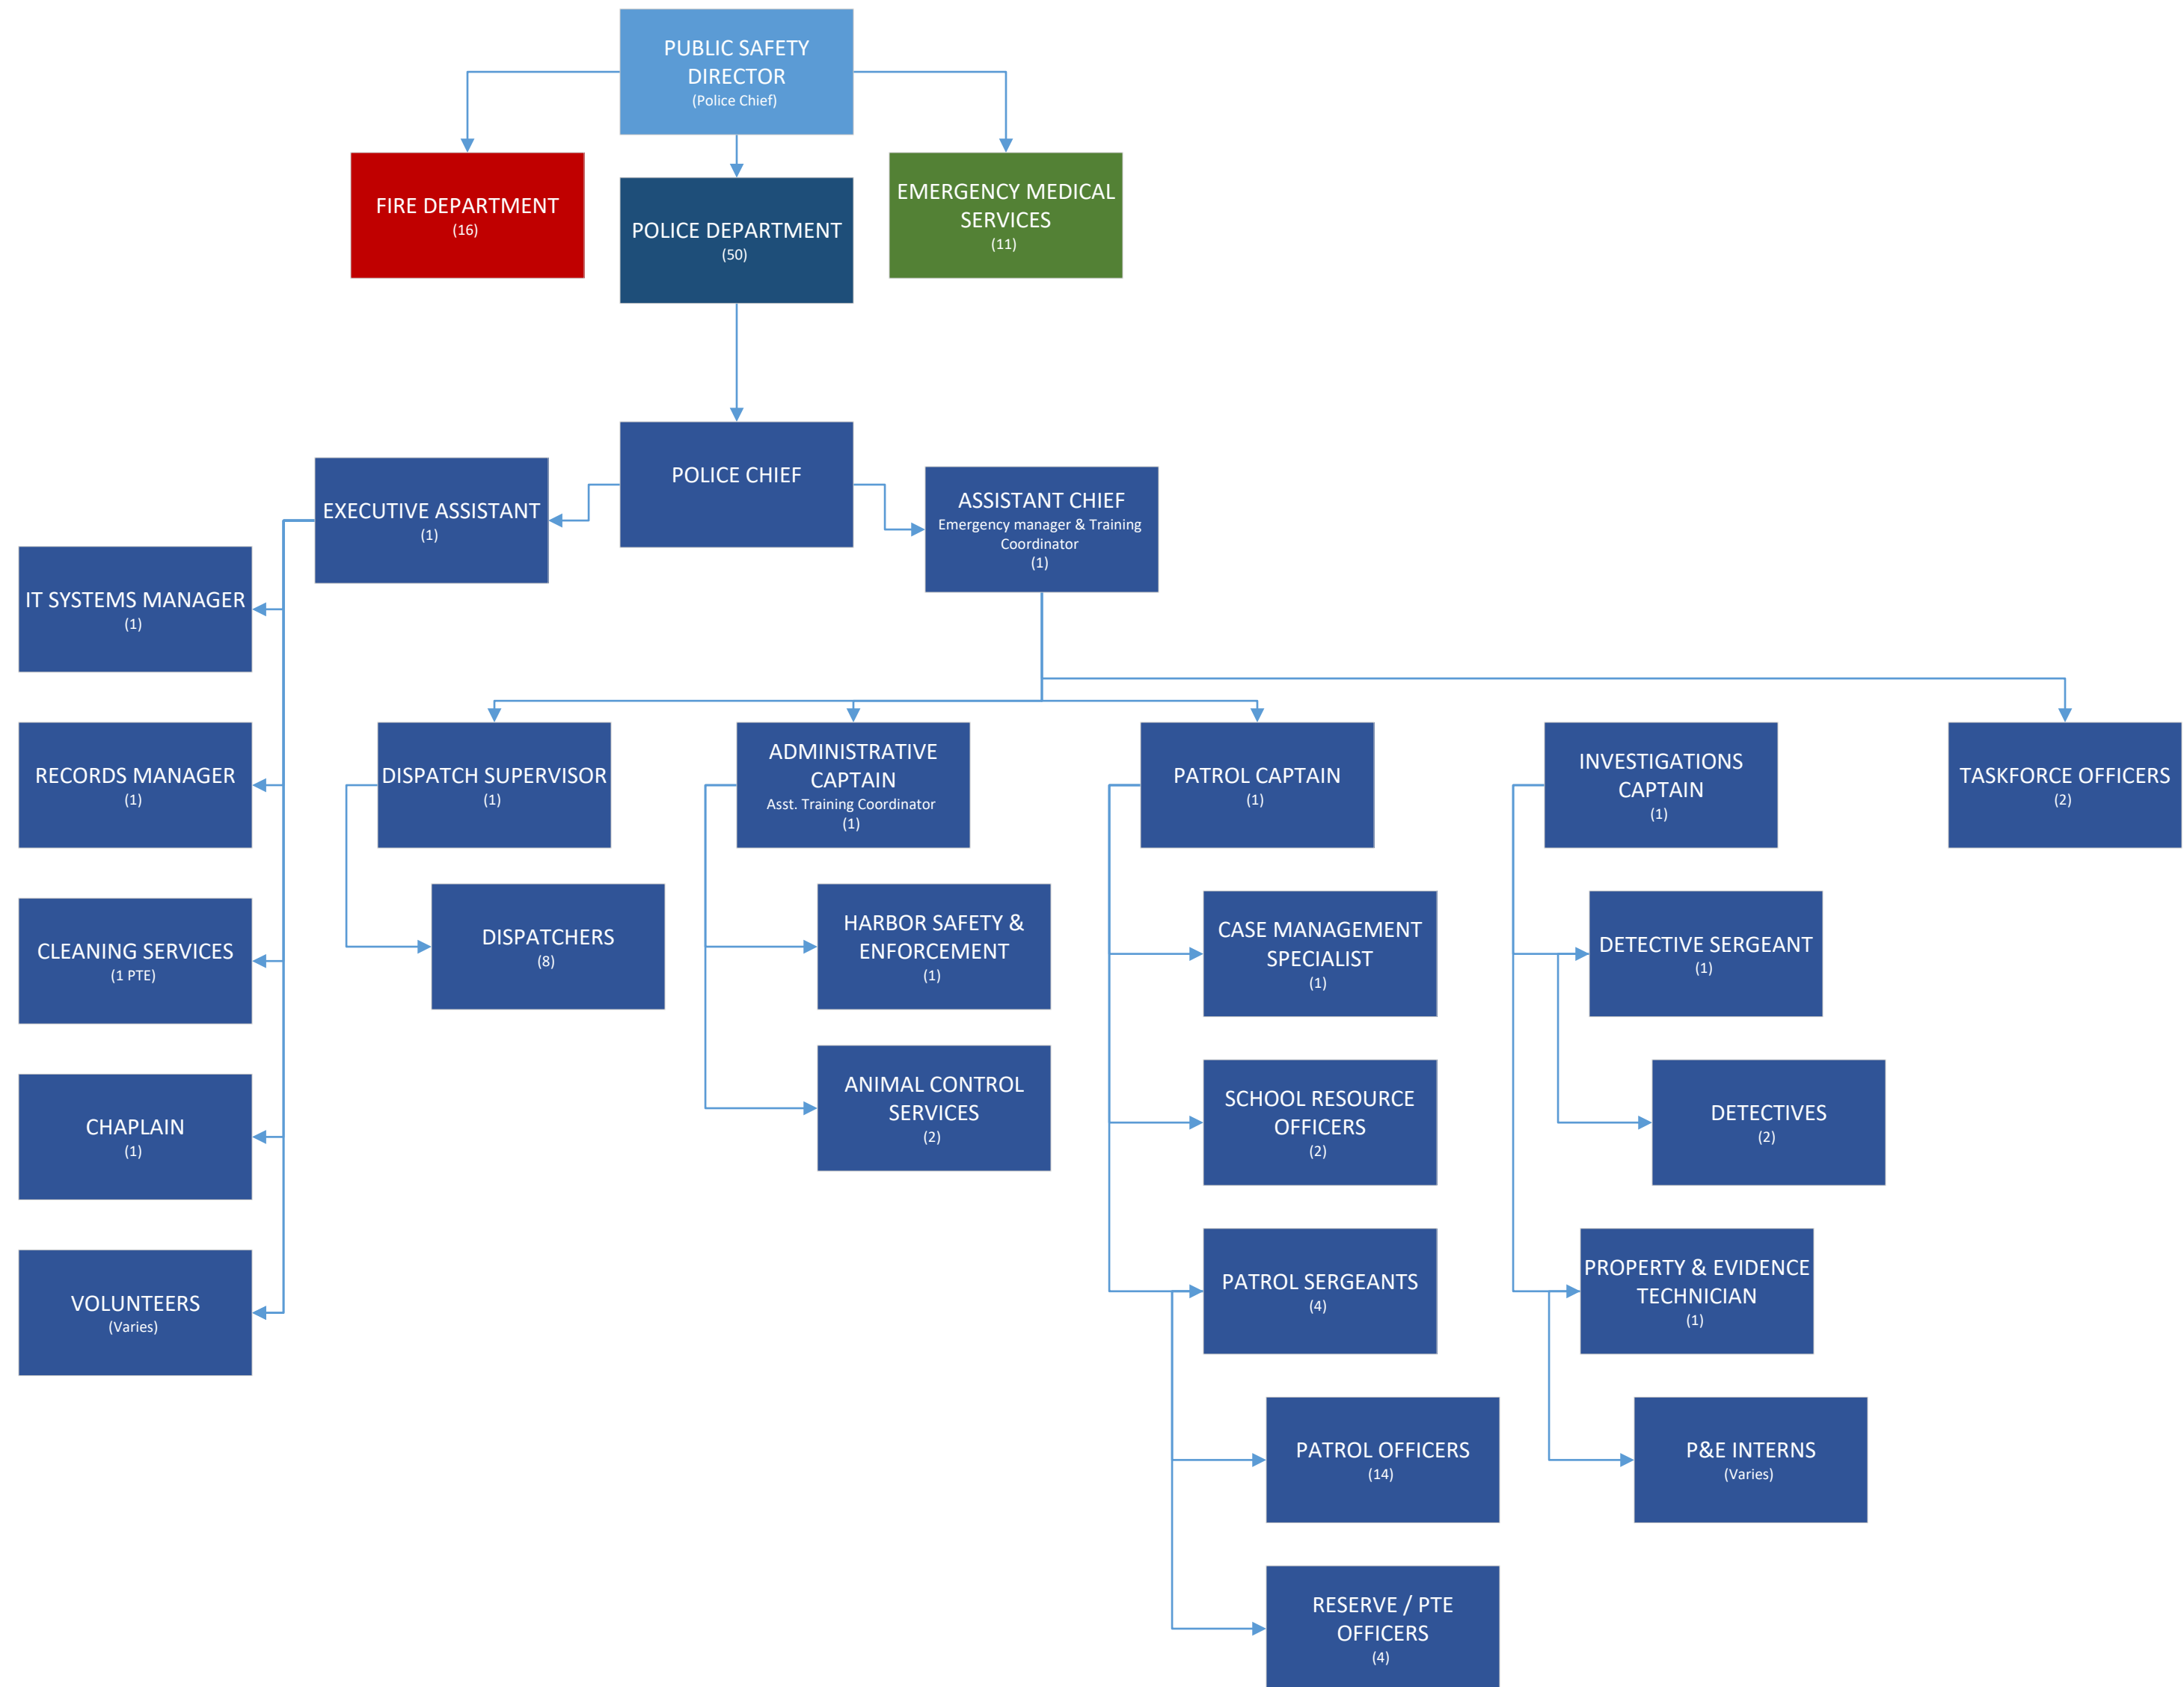 PUBLIC SAFETY
DIRECTOR
(Police Chief)
FIRE DEPARTMENT
(16)
POLICE DEPARTMENT
(50)
EMERGENCY MEDICAL
SERVICES
(11)
POLICE CHIEF
EXECUTIVE ASSISTANT
(1)
ASSISTANT CHIEF
Emergency manager & Training
Coordinator
(1)
IT SYSTEMS MANAGER
(1)
RECORDS MANAGER
(1)
CLEANING SERVICES
(1 PTE)
CHAPLAIN
(1)
VOLUNTEERS
(Varies)
DISPATCH SUPERVISOR
(1)
DISPATCHERS
(8)
ADMINISTRATIVE
CAPTAIN
Asst. Training Coordinator
(1)
HARBOR SAFETY &
ENFORCEMENT
(1)
ANIMAL CONTROL
SERVICES
(2)
PATROL CAPTAIN
(1)
CASE MANAGEMENT
SPECIALIST
(1)
SCHOOL RESOURCE
OFFICERS
(2)
PATROL SERGEANTS
(4)
PATROL OFFICERS
(14)
RESERVE / PTE
OFFICERS
(4)
INVESTIGATIONS
CAPTAIN
(1)
DETECTIVE SERGEANT
(1)
DETECTIVES
(2)
PROPERTY & EVIDENCE
TECHNICIAN
(1)
P&E INTERNS
(Varies)
TASKFORCE OFFICERS
(2)